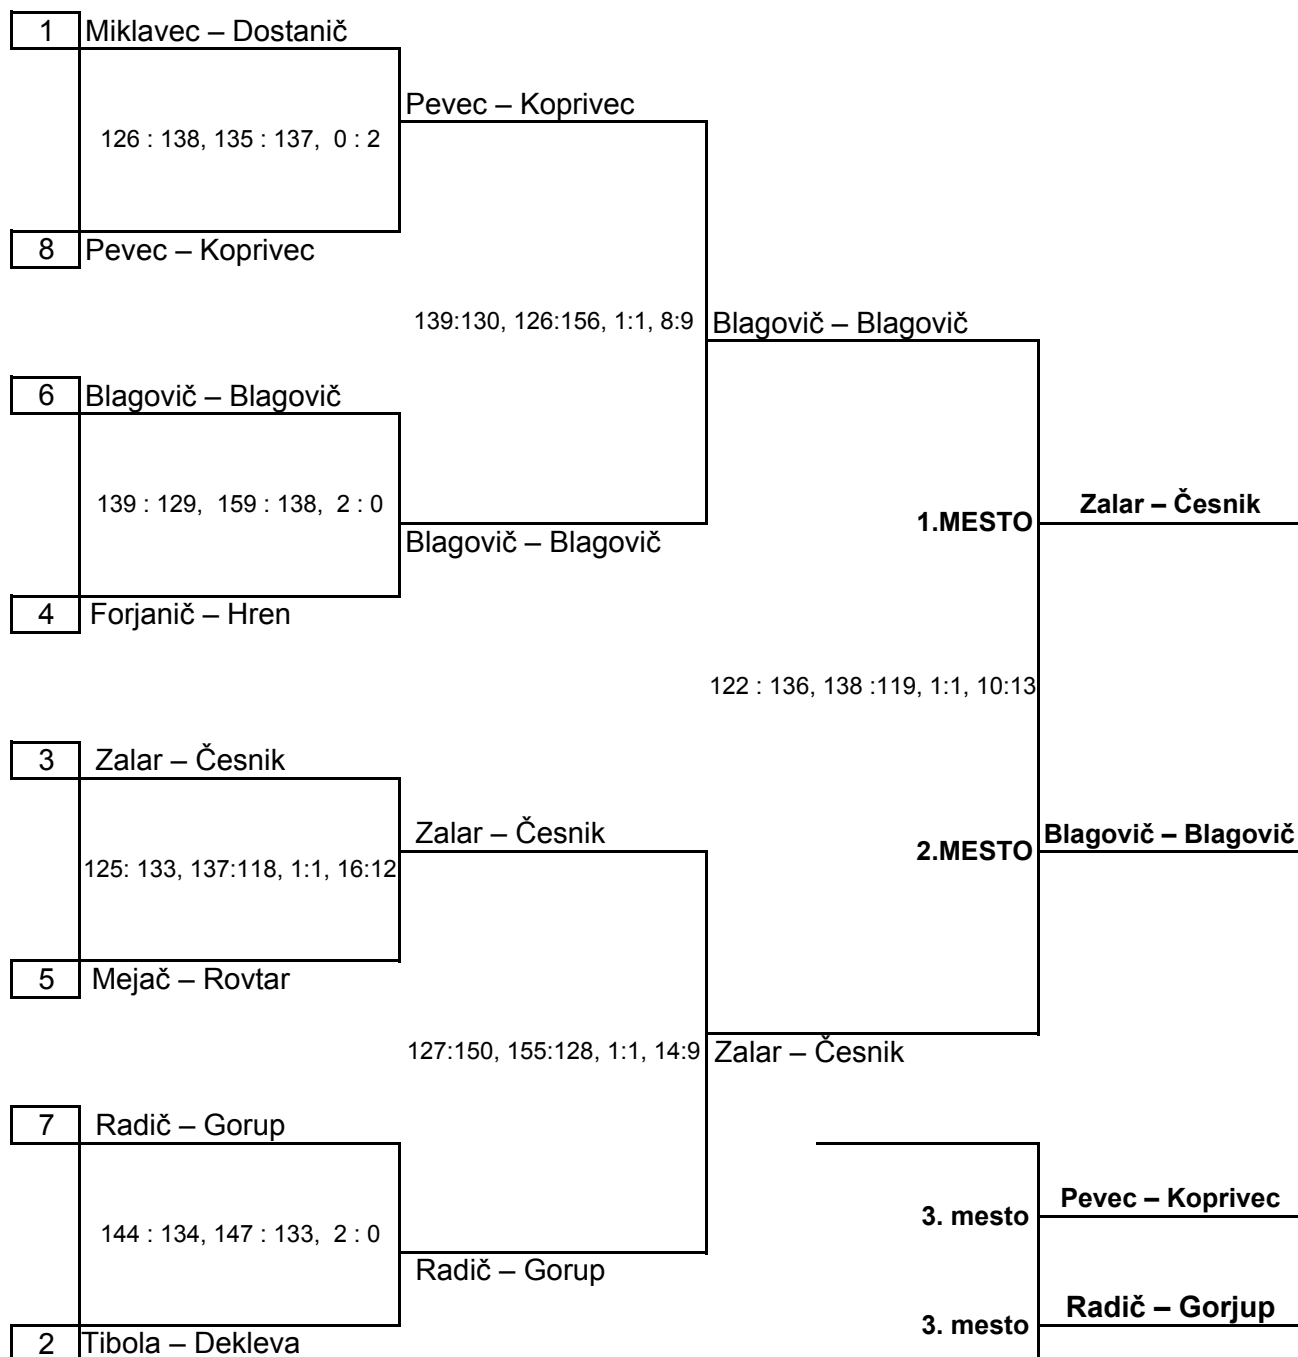 1 Miklavec – Dostanič
Pevec – Koprivec
126 : 138, 135 : 137, 0 : 2
8 Pevec – Koprivec
139:130, 126:156, 1:1, 8:9
Blagovič – Blagovič
6 Blagovič – Blagovič
139 : 129, 159 : 138, 2 : 0
Zalar – Česnik
1.MESTO
Blagovič – Blagovič
4 Forjanič – Hren
122 : 136, 138 :119, 1:1, 10:13
3 Zalar – Česnik
Zalar – Česnik
Blagovič – Blagovič
2.MESTO
125: 133, 137:118, 1:1, 16:12
5 Mejač – Rovtar
127:150, 155:128, 1:1, 14:9
Zalar – Česnik
7 Radič – Gorup
Pevec – Koprivec
3. mesto
144 : 134, 147 : 133, 2 : 0
Radič – Gorup
Radič – Gorjup
3. mesto
2 Tibola – Dekleva